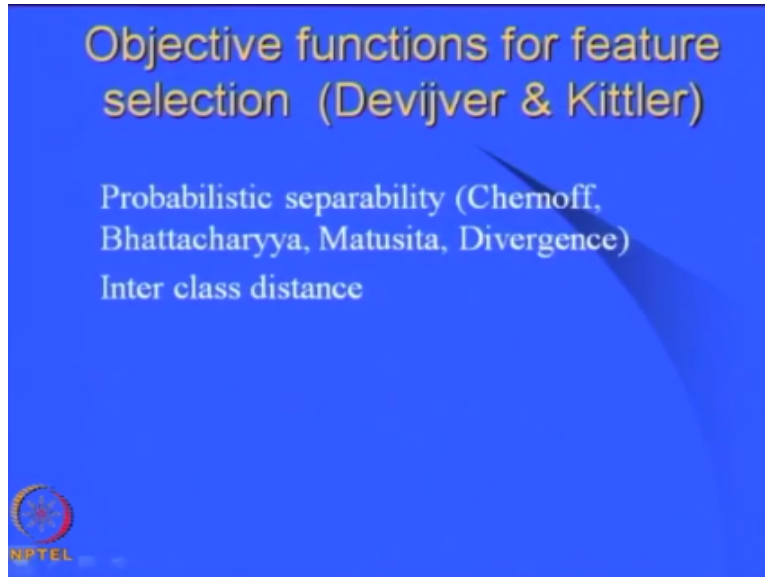 Objective functions for feature
selection (Devijver & Kittler)
Probabilistic separability (Chernoff,
Bhattacharyya, Matusita, Divergence)
Inter class distance
NPTEL